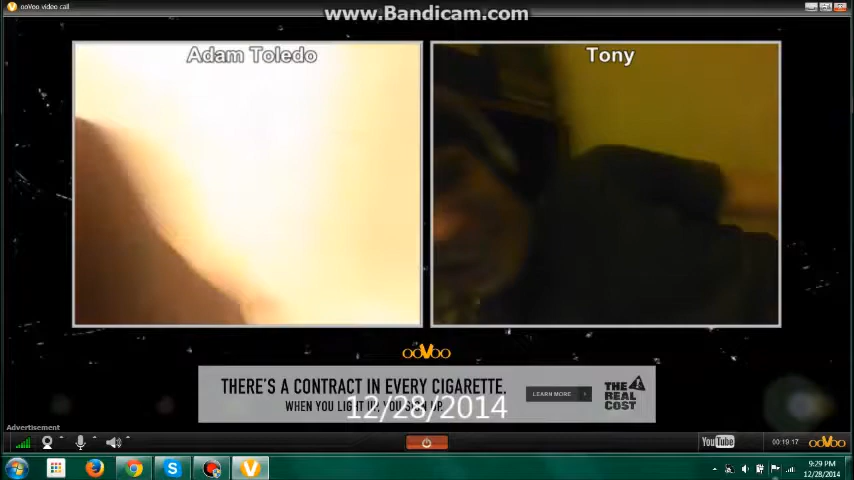 ooVoo video call
www.Bandicam.com
Adam Toledo
Tony
ooVoo
THERE'S A CONTRACT IN EVERY CIGARETTE.
WHEN YOU LIGHT UP, YOU SIGN UP.
LEARN MORE
THE REAL COST
12/28/2014
Advertisement
YouTube
00:19:17
ooVoo
9:29 PM
12/28/2014